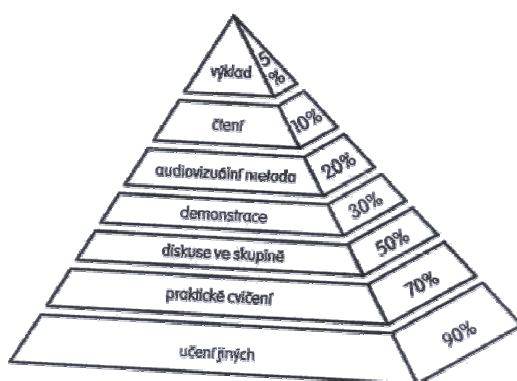 výklad 5 %
čtení 10%
audiovizuální metoda 20%
demonstrace 30%
diskuse ve skupině 50%
praktické cvičení 70%
učení jiných 90%